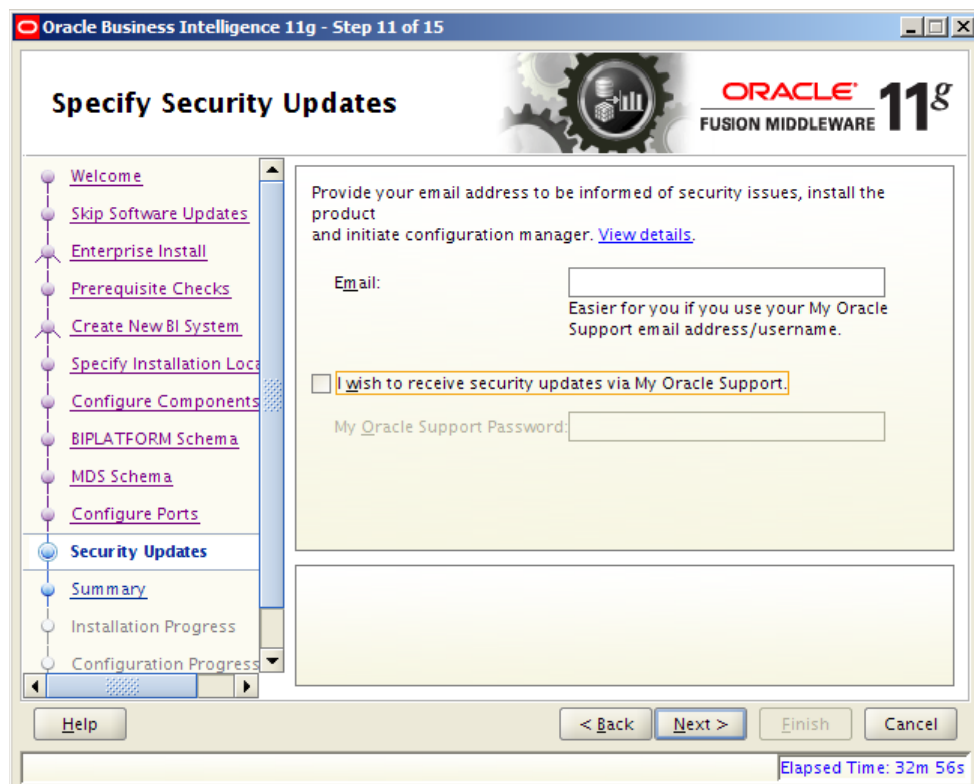 Oracle Business Intelligence 11g - Step 11 of 15
Specify Security Updates
ORACLE®
FUSION MIDDLEWARE
11g
Welcome
Skip Software Updates
Enterprise Install
Prerequisite Checks
Create New BI System
Specify Installation Loca
Configure Components
BIPLATFORM Schema
MDS Schema
Configure Ports
Security Updates
Summary
Installation Progress
Configuration Progress
Provide your email address to be informed of security issues, install the
product
and initiate configuration manager. View details.
Email:
Easier for you if you use your My Oracle
Support email address/username.
I wish to receive security updates via My Oracle Support.
My Oracle Support Password:
Help
< Back
Next >
Finish
Cancel
Elapsed Time: 32m 56s